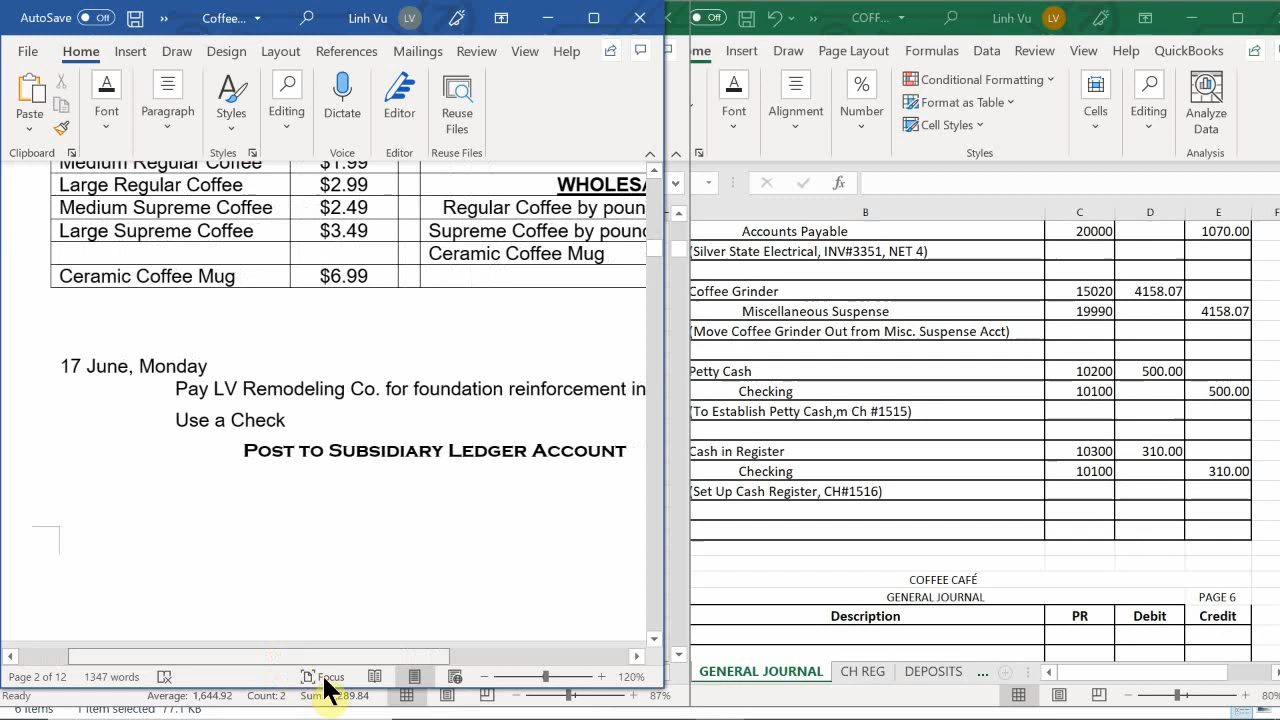 AutoSave Off Coffee... Linh Vu LV
File Home Insert Draw Design Layout References Mailings Review View Help
Paste Font Paragraph Styles Editing Dictate Editor Reuse Files
Clipboard Styles Voice Editor Reuse Files
Medium Regular Coffee $1.99
Large Regular Coffee $2.99 WHOLESA
Medium Supreme Coffee $2.49 Regular Coffee by poun
Large Supreme Coffee $3.49 Supreme Coffee by poun
Ceramic Coffee Mug
Ceramic Coffee Mug $6.99
17 June, Monday
Pay LV Remodeling Co. for foundation reinforcement in
Use a Check
POST TO SUBSIDIARY LEDGER ACCOUNT
Page 2 of 12 1347 words Focus 120%
Ready Average: 1,644.92 Count: 2 87%
6 items 1 item selected 77.1 KB
Off COFF... Linh Vu LV
me Insert Draw Page Layout Formulas Data Review View Help QuickBooks
Font Alignment Number Conditional Formatting Format as Table Cell Styles Cells Editing Analyze Data
Styles Analysis
fx
B C D E F
Accounts Payable 20000 1070.00
(Silver State Electrical, INV#3351, NET 4)
Coffee Grinder 15020 4158.07
Miscellaneous Suspense 19990 4158.07
(Move Coffee Grinder Out from Misc. Suspense Acct)
Petty Cash 10200 500.00
Checking 10100 500.00
(To Establish Petty Cash,m Ch #1515)
Cash in Register 10300 310.00
Checking 10100 310.00
(Set Up Cash Register, CH#1516)
COFFEE CAFÉ
GENERAL JOURNAL PAGE 6
Description PR Debit Credit
GENERAL JOURNAL CH REG DEPOSITS ...
80%